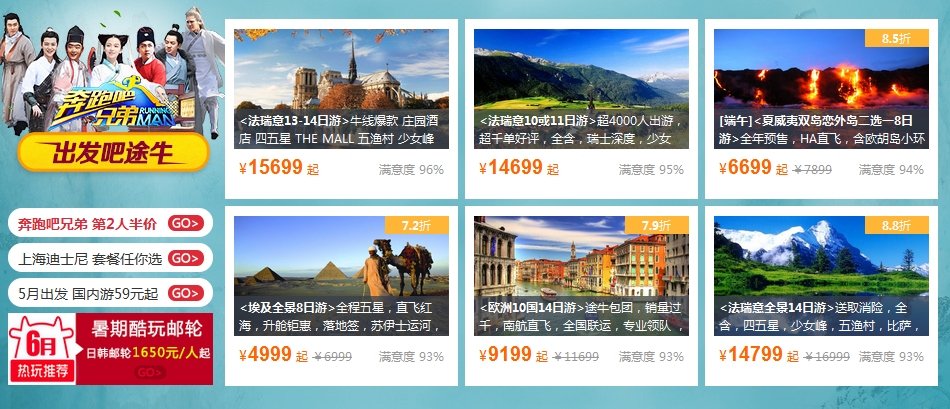 奔跑吧
兄弟
RUNNING
MAN
出发吧途牛
奔跑吧兄弟 第2人半价 GO>
上海迪士尼 套餐任你选 GO>
5月出发 国内游59元起 GO>
6月
热玩推荐
暑期酷玩邮轮
日韩邮轮1650元/人起
GO>
<法瑞意13-14日游>牛线爆款 庄园酒
店 四五星 THE MALL 五渔村 少女峰
¥15699 起 满意度 96%
<法瑞意10或11日游>超4000人出游，
超千单好评，全含，瑞士深度，少女
¥14699 起 满意度 95%
8.5折
[端午]<夏威夷双岛恋外岛二选一8日
游>全年预售，HA直飞，含欧胡岛小环
¥6699 起 ¥7899 满意度 94%
7.2折
<埃及全景8日游>全程五星，直飞红
海，升舱钜惠，落地签，苏伊士运河，
¥4999 起 ¥6999 满意度 93%
7.9折
<欧洲10国14日游>途牛包团，销量过
千，南航直飞，全国联运，专业领队，
¥9199 起 ¥11699 满意度 93%
8.8折
<法瑞意全景14日游>送取消险，全
含，四五星，少女峰，五渔村，比萨，
¥14799 起 ¥16999 满意度 93%